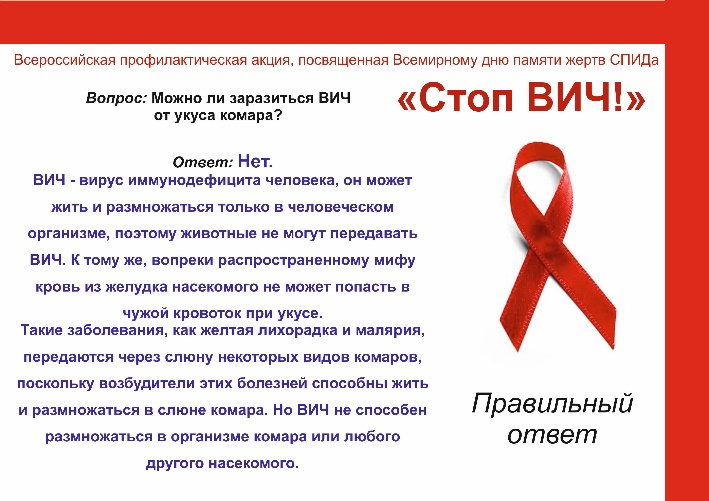 Всероссийская профилактическая акция, посвященная Всемирному дню памяти жертв СПИДа
«Стоп ВИЧ!»
Вопрос: Можно ли заразиться ВИЧ
от укуса комара?
Ответ: Нет.
ВИЧ - вирус иммунодефицита человека, он может
жить и размножаться только в человеческом
организме, поэтому животные не могут передавать
ВИЧ. К тому же, вопреки распространенному мифу
кровь из желудка насекомого не может попасть в
чужой кровоток при укусе.
Такие заболевания, как желтая лихорадка и малярия,
передаются через слюну некоторых видов комаров,
поскольку возбудители этих болезней способны жить
и размножаться в слюне комара. Но ВИЧ не способен
размножаться в организме комара или любого
другого насекомого.
Правильный
ответ